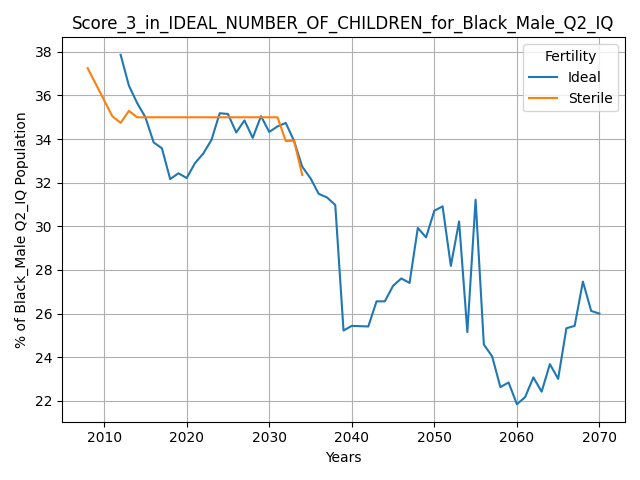 Score_3_in_IDEAL_NUMBER_OF_CHILDREN_for_Black_Male_Q2_IQ
Fertility
Ideal
Sterile
% of Black_Male Q2_IQ Population
38
36
34
32
30
28
26
24
22
2010 2020 2030 2040 2050 2060 2070
Years